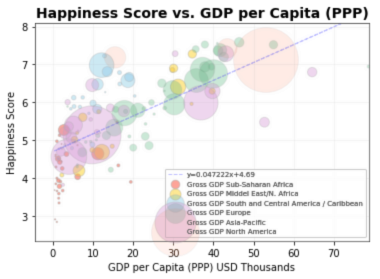 Happiness Score vs. GDP per Capita (PPP)
8
7
6
5
4
3
Happiness Score
y=0.047222x+4.69
Gross GDP Sub-Saharan Africa
Gross GDP Middel East/N. Africa
Gross GDP South and Central America / Caribbean
Gross GDP Europe
Gross GDP Asia-Pacific
Gross GDP North America
0 10 20 30 40 50 60 70
GDP per Capita (PPP) USD Thousands